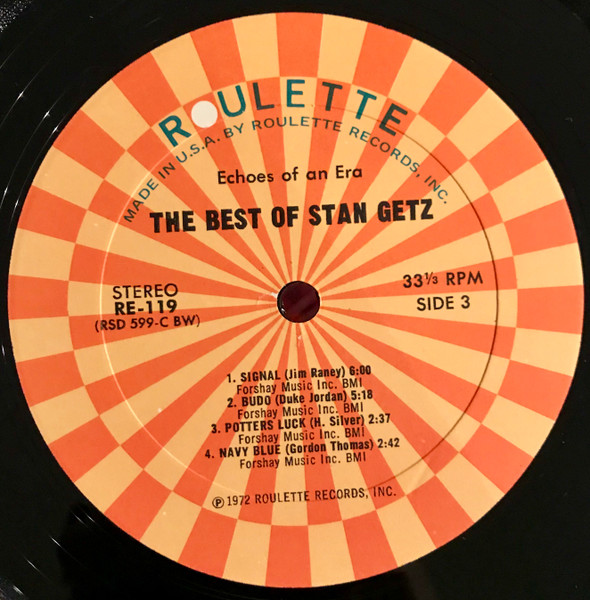 ROULETTE
MADE IN U.S.A. BY ROULETTE RECORDS, INC.
Echoes of an Era
THE BEST OF STAN GETZ
STEREO
RE-119
(RSD 599-C BW)
33⅓ RPM
SIDE 3
1. SIGNAL (Jim Raney) 6:00
Forshay Music Inc. BMI
2. BUDO (Duke Jordan) 5:18
Forshay Music Inc. BMI
3. POTTERS LUCK (H. Silver) 2:37
Forshay Music Inc. BMI
4. NAVY BLUE (Gordon Thomas) 2:42
Forshay Music Inc. BMI
℗ 1972 ROULETTE RECORDS, INC.